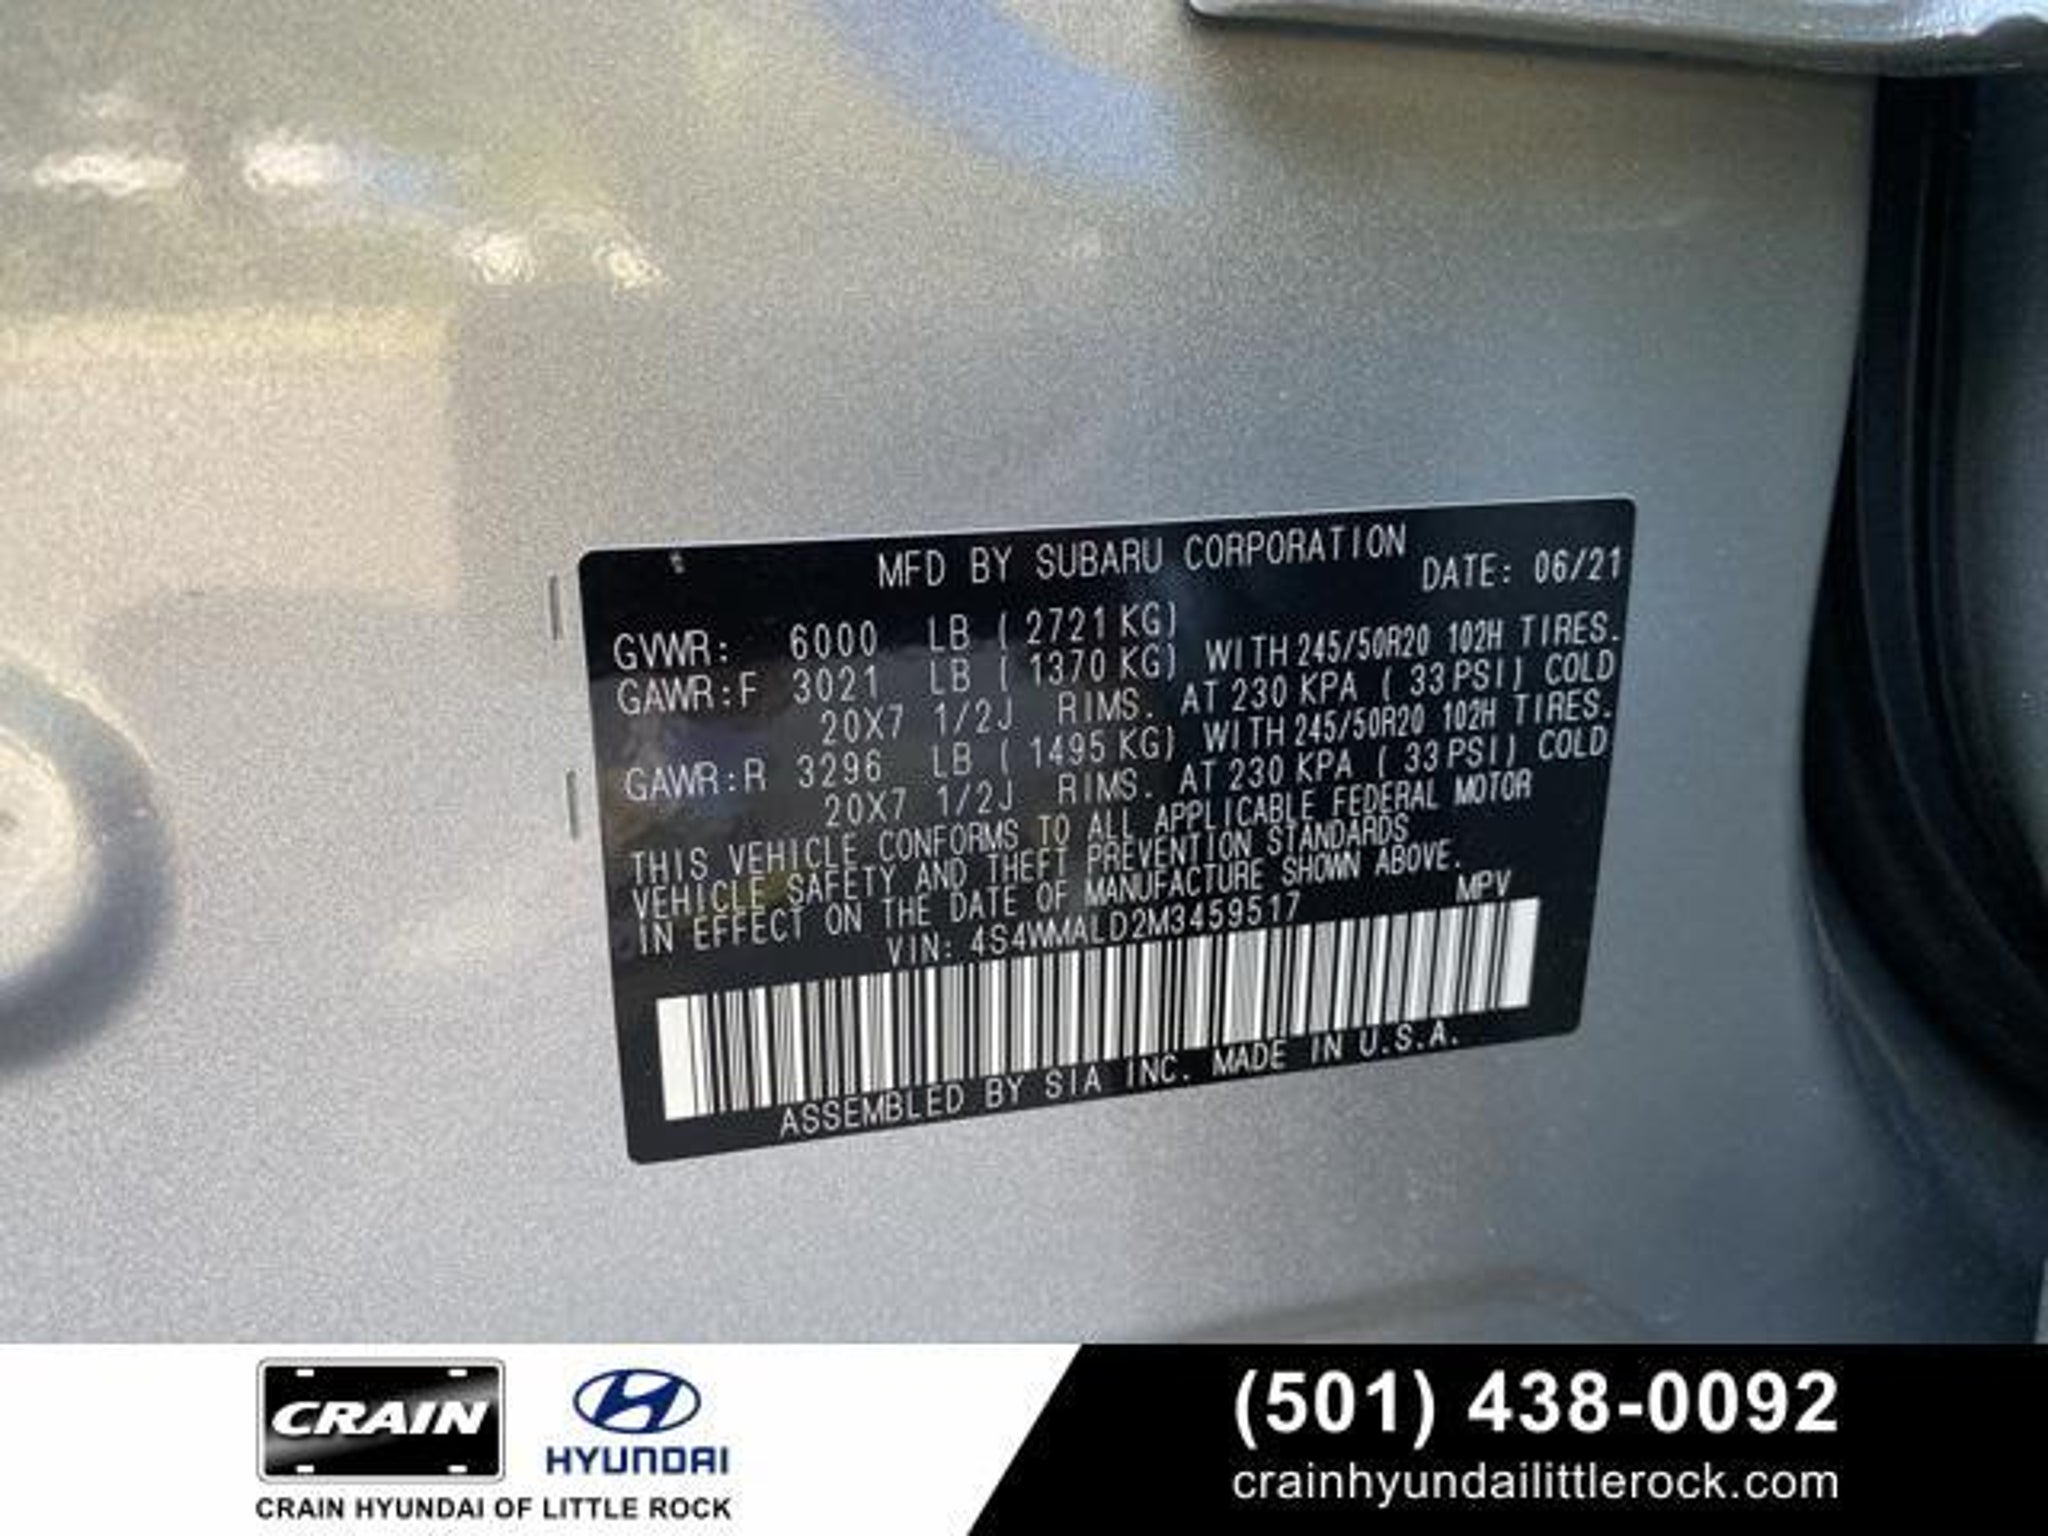 MFD BY SUBARU CORPORATION DATE: 06/21
GVWR: 6000 LB ( 2721 KG)
GAWR:F 3021 LB ( 1370 KG) WITH 245/50R20 102H TIRES.
20X7 1/2J RIMS. AT 230 KPA ( 33 PSI) COLD
GAWR:R 3296 LB ( 1495 KG) WITH 245/50R20 102H TIRES.
20X7 1/2J RIMS. AT 230 KPA ( 33 PSI) COLD
THIS VEHICLE CONFORMS TO ALL APPLICABLE FEDERAL MOTOR
VEHICLE SAFETY AND THEFT PREVENTION STANDARDS
IN EFFECT ON THE DATE OF MANUFACTURE SHOWN ABOVE.
VIN: 4S4WMALD2M3459517 MPV
ASSEMBLED BY SIA INC. MADE IN U.S.A.
CRAIN
HYUNDAI
CRAIN HYUNDAI OF LITTLE ROCK
(501) 438-0092
crainhyundailittlerock.com